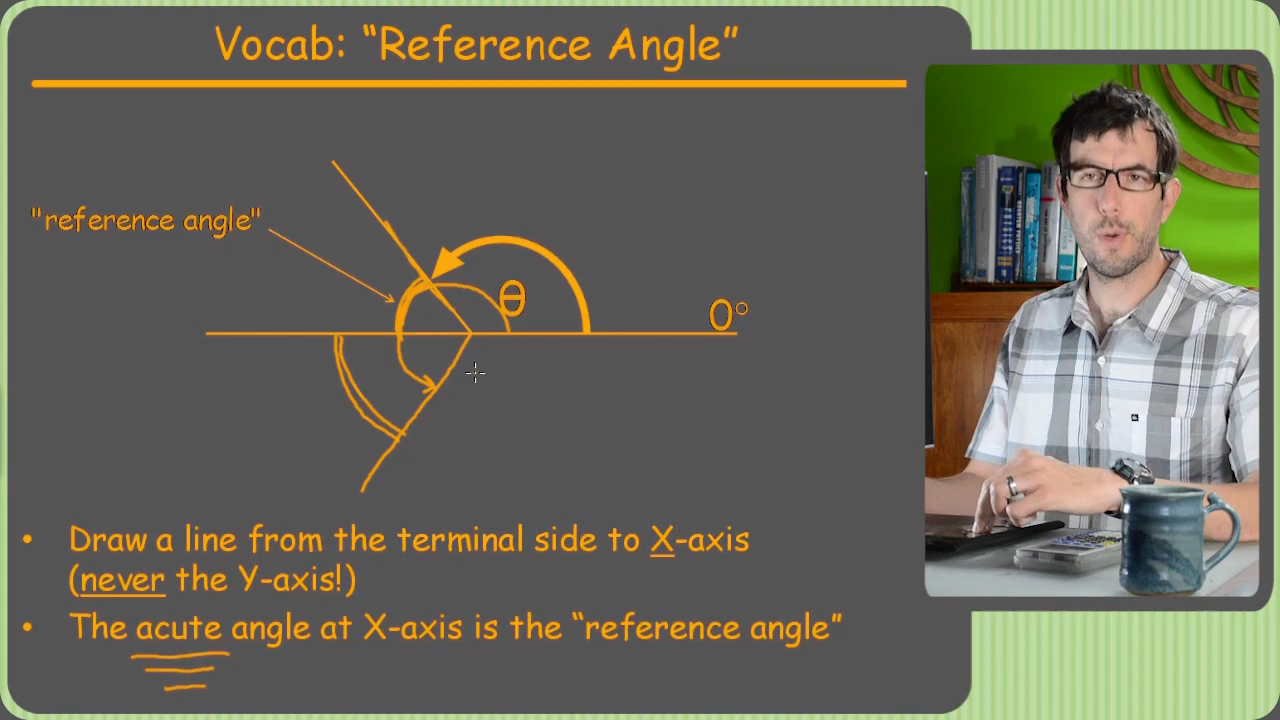 Vocab: “Reference Angle”
"reference angle"
θ
0°
• Draw a line from the terminal side to X-axis
(never the Y-axis!)
• The acute angle at X-axis is the “reference angle”